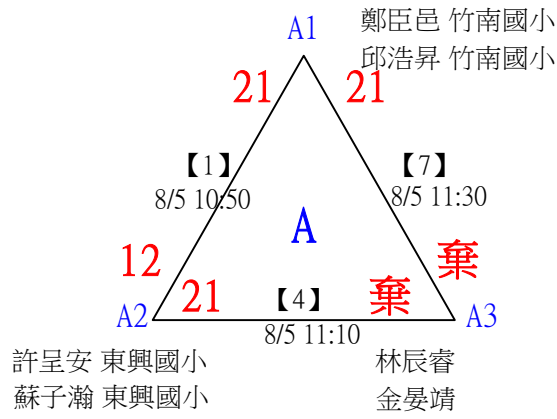 A1
鄭臣邑 竹南國小
邱浩昇 竹南國小
21
21
【1】
8/5 10:50
【7】
8/5 11:30
A
12
棄
A2
21
【4】
棄
A3
8/5 11:10
許呈安 東興國小
蘇子瀚 東興國小
林辰睿
金晏靖